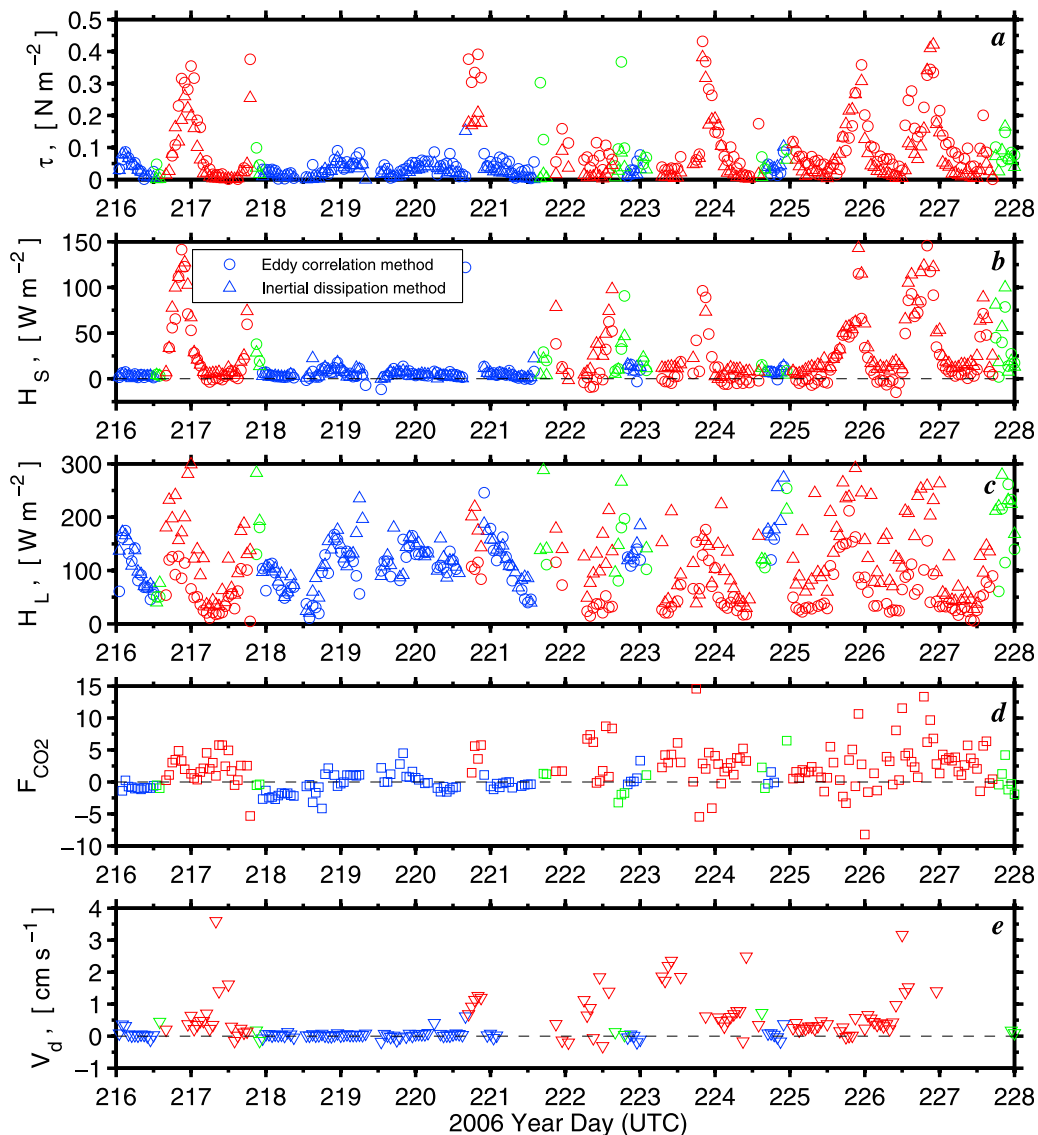 0.5
0.4
0.3
0.2
0.1
0
τ , [ N m−2]
a
216 217 218 219 220 221 222 223 224 225 226 227 228
150
100
50
0
HS , [ W m−2]
b
Eddy correlation method
Inertial dissipation method
216 217 218 219 220 221 222 223 224 225 226 227 228
300
200
100
0
HL , [ W m−2]
c
216 217 218 219 220 221 222 223 224 225 226 227 228
15
10
5
0
−5
−10
FCO2
d
216 217 218 219 220 221 222 223 224 225 226 227 228
4
3
2
1
0
−1
Vd , [ cm s−1]
e
216 217 218 219 220 221 222 223 224 225 226 227 228
2006 Year Day (UTC)